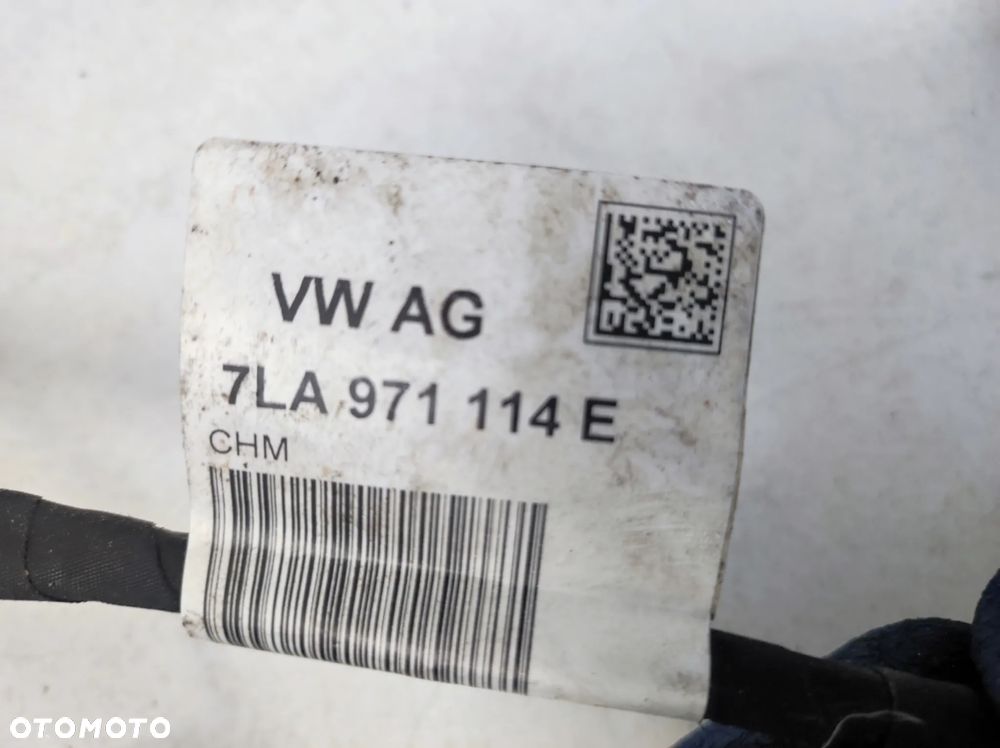 VW AG
7LA 971 114 E
CHM
OTOMOTO